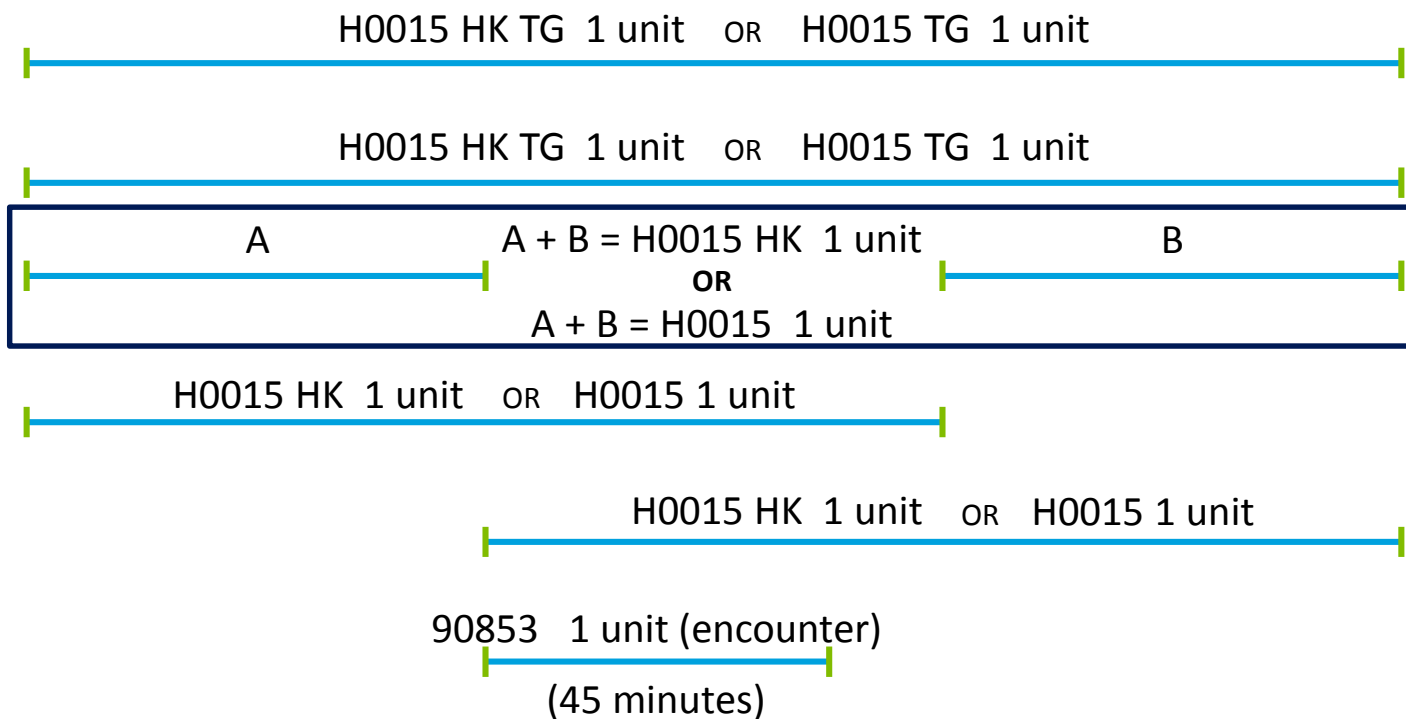 H0015 HK TG 1 unit OR H0015 TG 1 unit
H0015 HK TG 1 unit OR H0015 TG 1 unit
A A + B = H0015 HK 1 unit B
OR
A + B = H0015 1 unit
H0015 HK 1 unit OR H0015 1 unit
H0015 HK 1 unit OR H0015 1 unit
90853 1 unit (encounter)
(45 minutes)